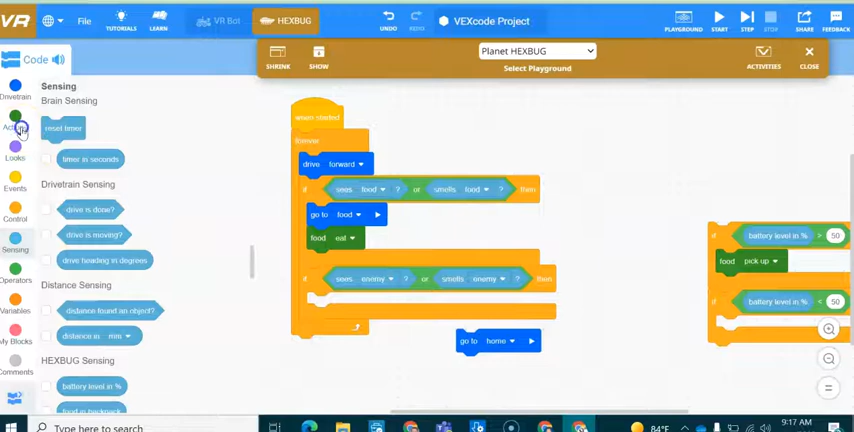 VR
File
TUTORIALS
LEARN
VR Bot
HEXBUG
UNDO
REDO
VEXcode Project
PLAYGROUND
START
STEP
STOP
SHARE
FEEDBACK
Code
SHRINK
SHOW
Planet HEXBUG
Select Playground
ACTIVITIES
CLOSE
Drivetrain
Looks
Events
Control
Sensing
Operators
Variables
My Blocks
Comments
Sensing
Brain Sensing
reset timer
timer in seconds
Drivetrain Sensing
drive is done?
drive is moving?
drive heading in degrees
Distance Sensing
distance found an object?
distance in mm
HEXBUG Sensing
battery level in %
food in backpack
when started
forever
drive forward
if sees food ? or smells food ? then
go to food
food eat
if sees enemy ? or smells enemy ? then
go to home
if battery level in % > 50
food pick up
if battery level in % < 50
Type here to search
84°F
9:17 AM